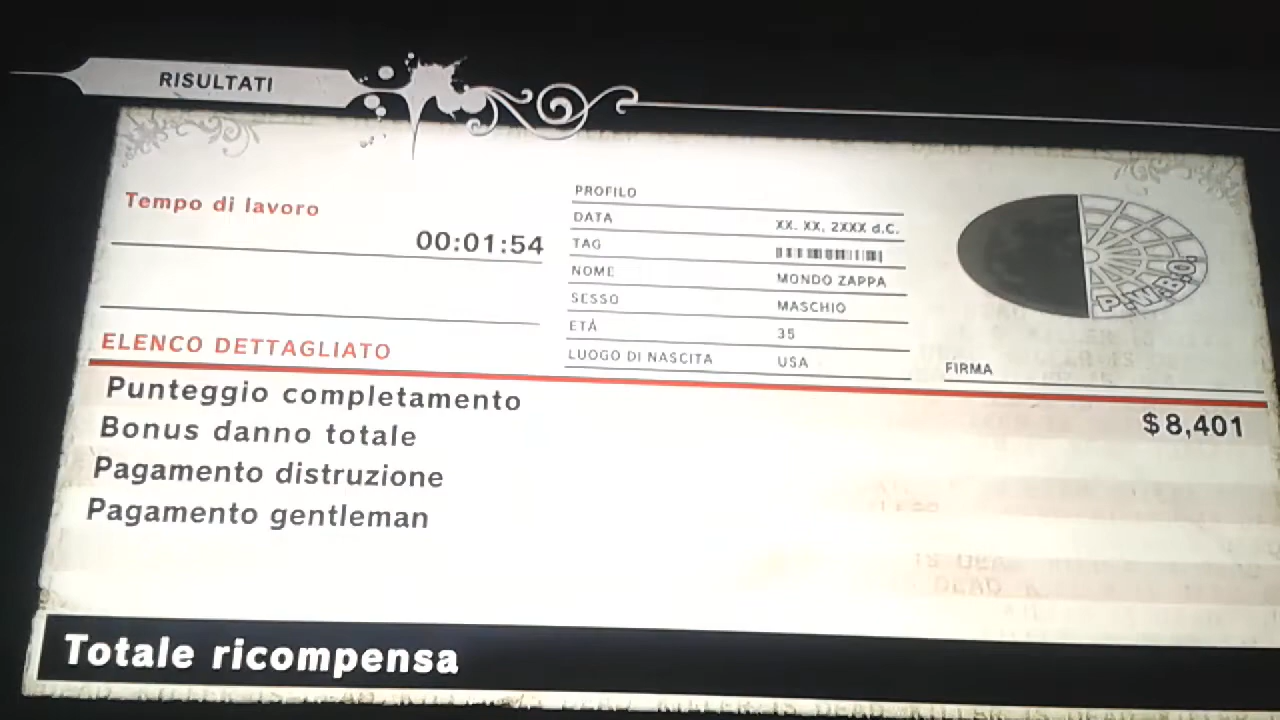 RISULTATI
Tempo di lavoro
00:01:54
PROFILO
DATA XX. XX. 2XXX d.C.
TAG
NOME MONDO ZAPPA
SESSO MASCHIO
ETÀ 35
LUOGO DI NASCITA USA
P.W.B.O.
FIRMA
ELENCO DETTAGLIATO
Punteggio completamento $8,401
Bonus danno totale
Pagamento distruzione
Pagamento gentleman
Totale ricompensa